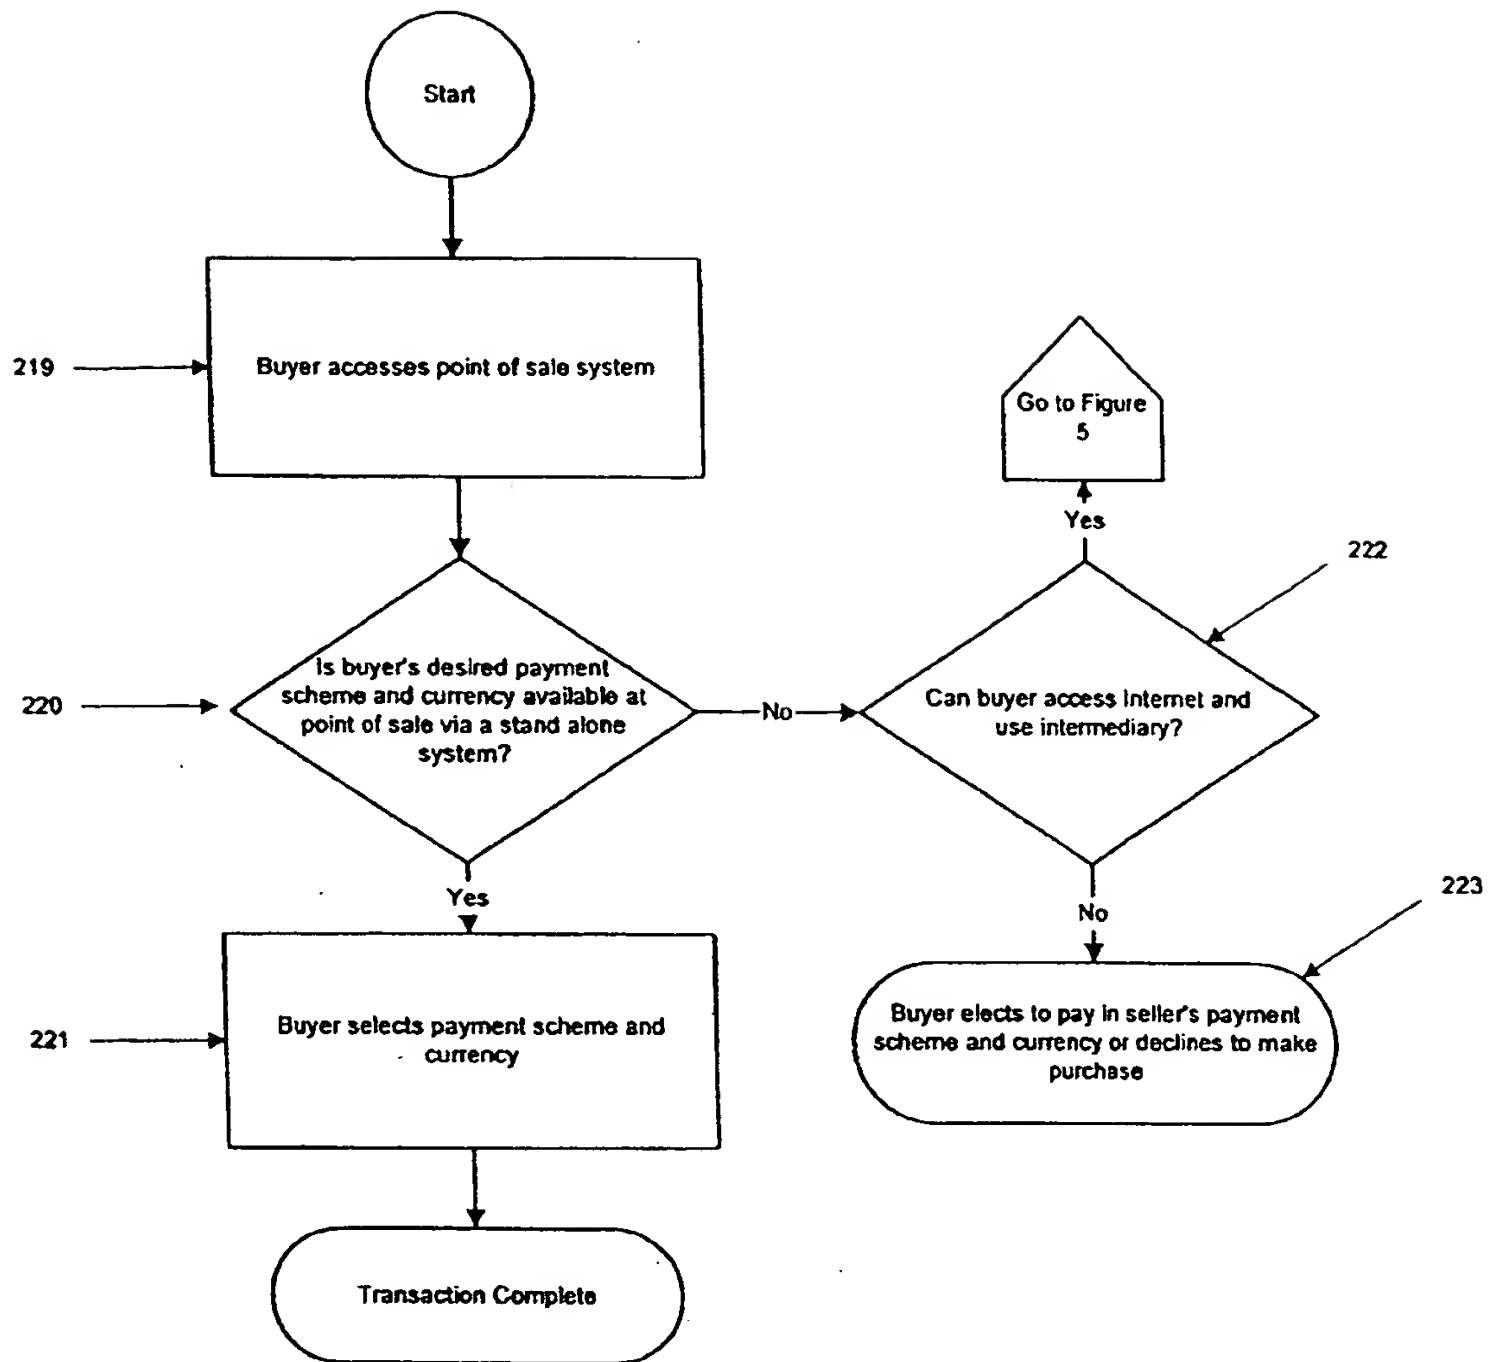 Start
219
Buyer accesses point of sale system
Go to Figure
5
Yes
222
220
Is buyer's desired payment
scheme and currency available at
point of sale via a stand alone
system?
No
Can buyer access Internet and
use intermediary?
Yes
No
223
221
Buyer selects payment scheme and
currency
Buyer elects to pay in seller's payment
scheme and currency or declines to make
purchase
Transaction Complete